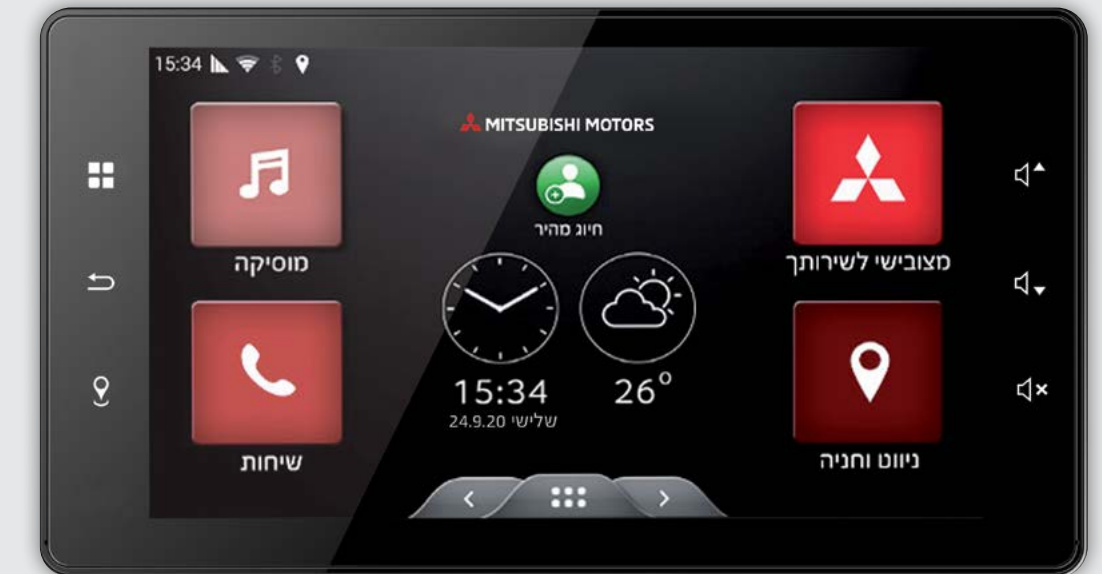 15:34
MITSUBISHI MOTORS
חיוג מהיר
מצובישי לשירותך
מוסיקה
15:34
שלישי 24.9.20
26°
ניווט וחניה
שיחות